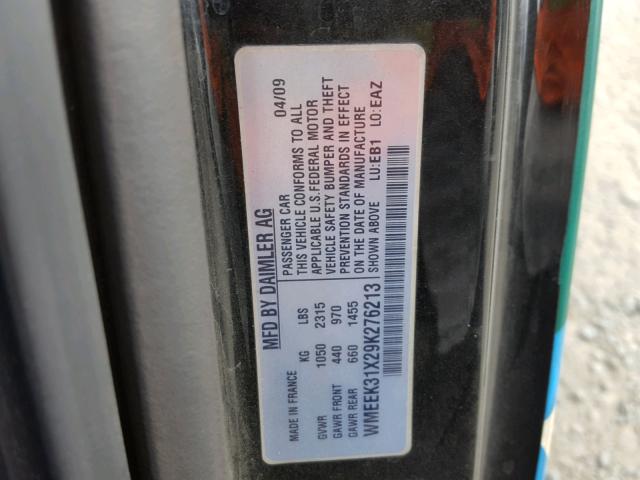 MFD BY DAIMLER AG
MADE IN FRANCE
PASSENGER CAR 04/09
KG LBS
GVWR 1050 2315
GAWR FRONT 440 970
GAWR REAR 660 1455
THIS VEHICLE CONFORMS TO ALL
APPLICABLE U.S.FEDERAL MOTOR
VEHICLE SAFETY BUMPER AND THEFT
PREVENTION STANDARDS IN EFFECT
ON THE DATE OF MANUFACTURE
SHOWN ABOVE LU:EB1 LO:EAZ
WMEEK31X29K276213